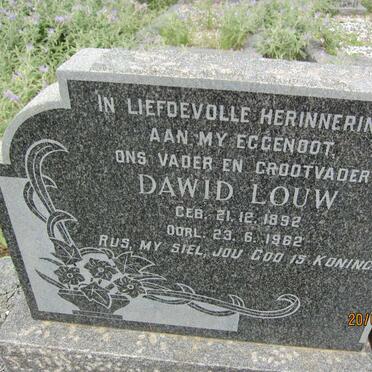 IN LIEFDEVOLLE HERINNERIN
AAN MY EGGENOOT,
ONS VADER EN GROOTVADER
DAWID LOUW
GEB. 21.12.1892
OORL. 23.6.1962
RUS, MY SIEL, JOU GOD IS KONING
20/